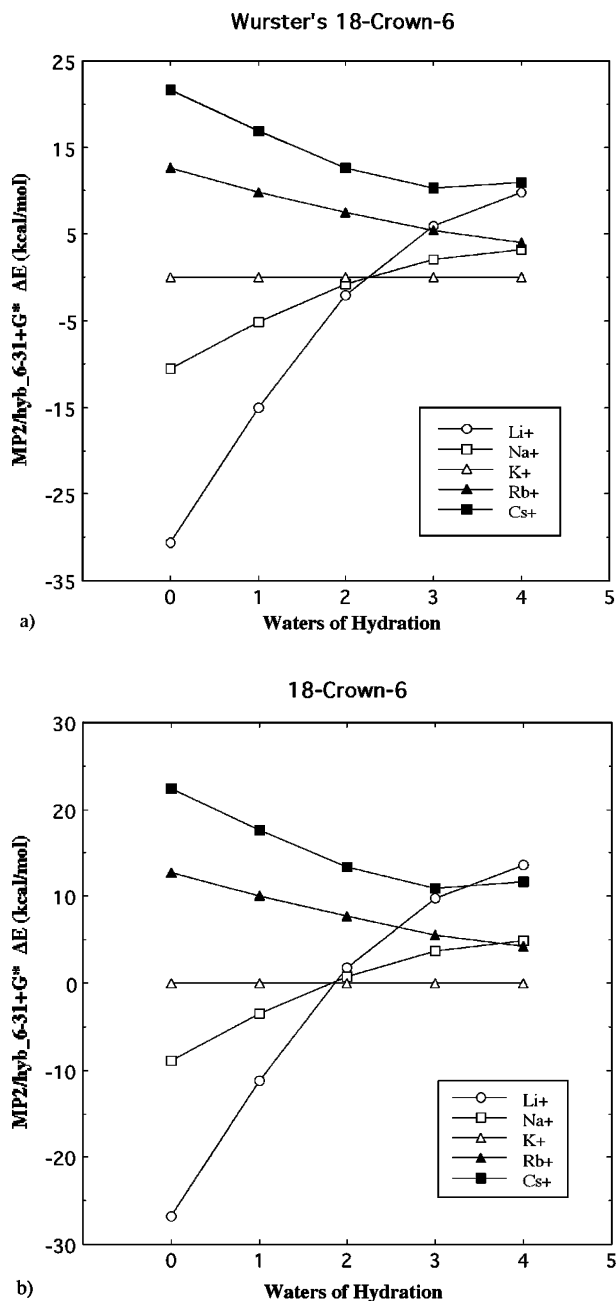 Wurster's 18-Crown-6
MP2/hyb_6-31+G* ΔE (kcal/mol)
25
15
5
-5
-15
-25
-35
Li+
Na+
K+
Rb+
Cs+
0 1 2 3 4 5
a)
Waters of Hydration
18-Crown-6
MP2/hyb_6-31+G* ΔE (kcal/mol)
30
20
10
0
-10
-20
-30
Li+
Na+
K+
Rb+
Cs+
0 1 2 3 4 5
b)
Waters of Hydration